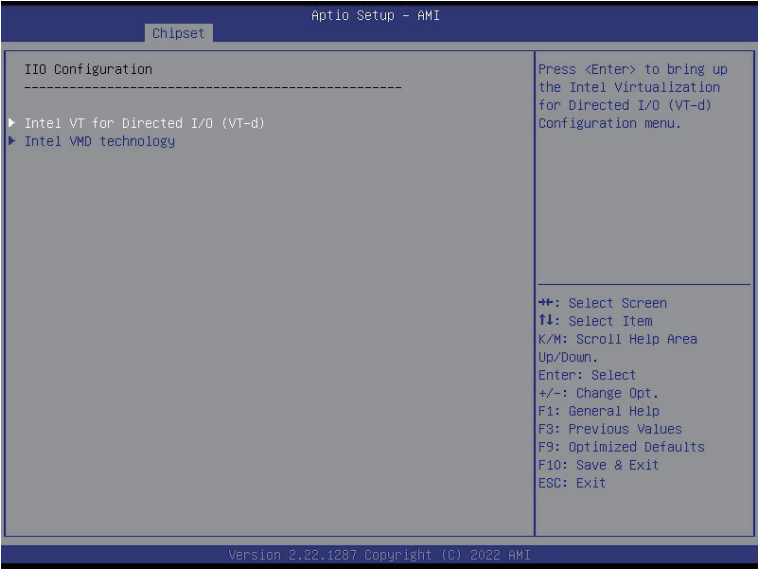 Aptio Setup – AMI
Chipset
IIO Configuration
--------------------------------------------------
Intel VT for Directed I/O (VT-d)
Intel VMD technology
Press <Enter> to bring up
the Intel Virtualization
for Directed I/O (VT-d)
Configuration menu.
→←: Select Screen
↑↓: Select Item
K/M: Scroll Help Area
Up/Down.
Enter: Select
+/-: Change Opt.
F1: General Help
F3: Previous Values
F9: Optimized Defaults
F10: Save & Exit
ESC: Exit
Version 2.22.1287 Copyright (C) 2022 AMI